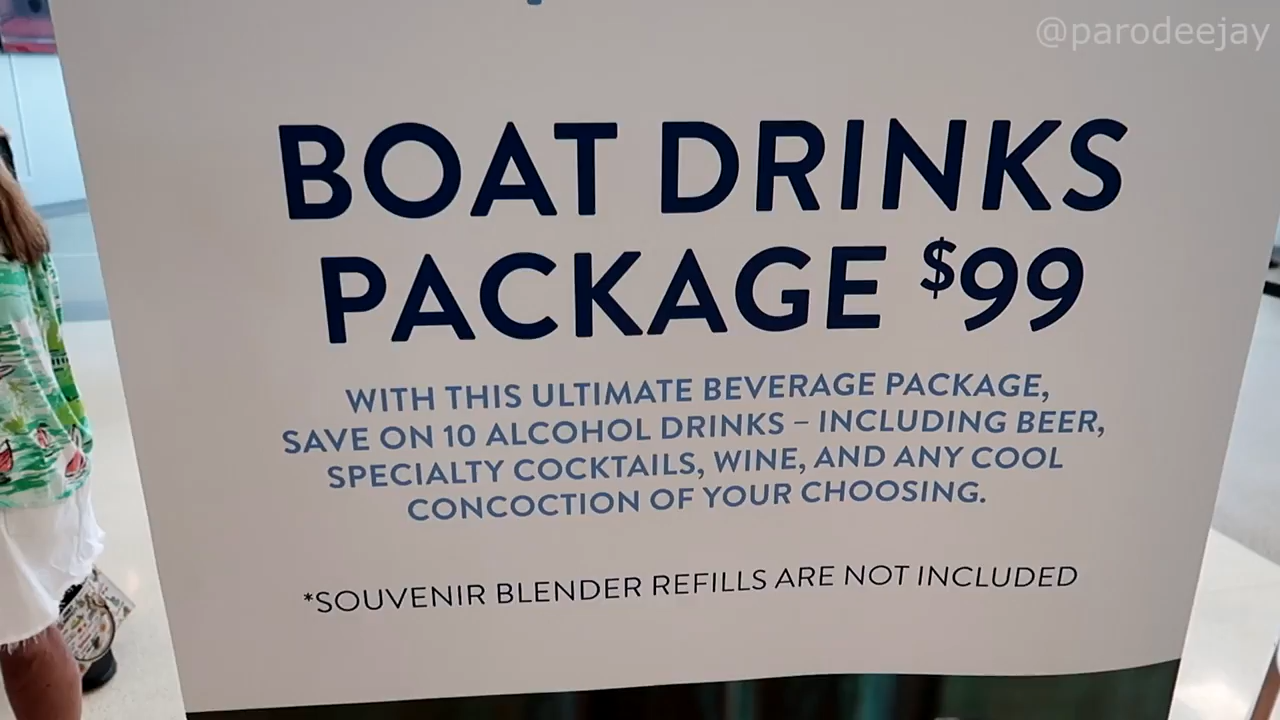 @parodeejay
BOAT DRINKS
PACKAGE $99
WITH THIS ULTIMATE BEVERAGE PACKAGE,
SAVE ON 10 ALCOHOL DRINKS – INCLUDING BEER,
SPECIALTY COCKTAILS, WINE, AND ANY COOL
CONCOCTION OF YOUR CHOOSING.
*SOUVENIR BLENDER REFILLS ARE NOT INCLUDED